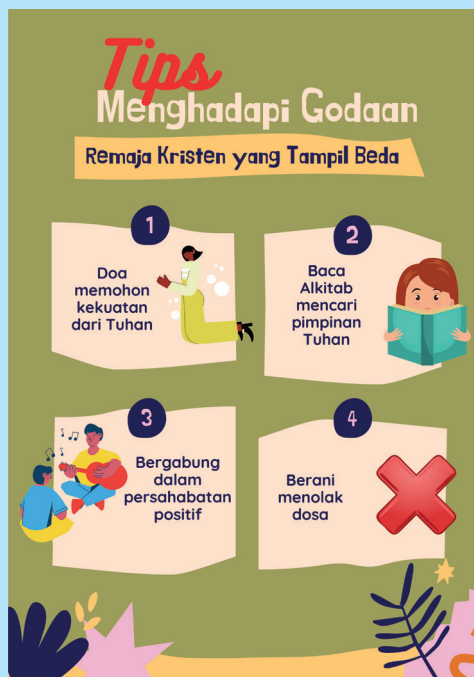 Tips
Menghadapi Godaan
Remaja Kristen yang Tampil Beda
1
Doa
memohon
kekuatan
dari Tuhan
2
Baca
Alkitab
mencari
pimpinan
Tuhan
3
Bergabung
dalam
persahabatan
positif
4
Berani
menolak
dosa